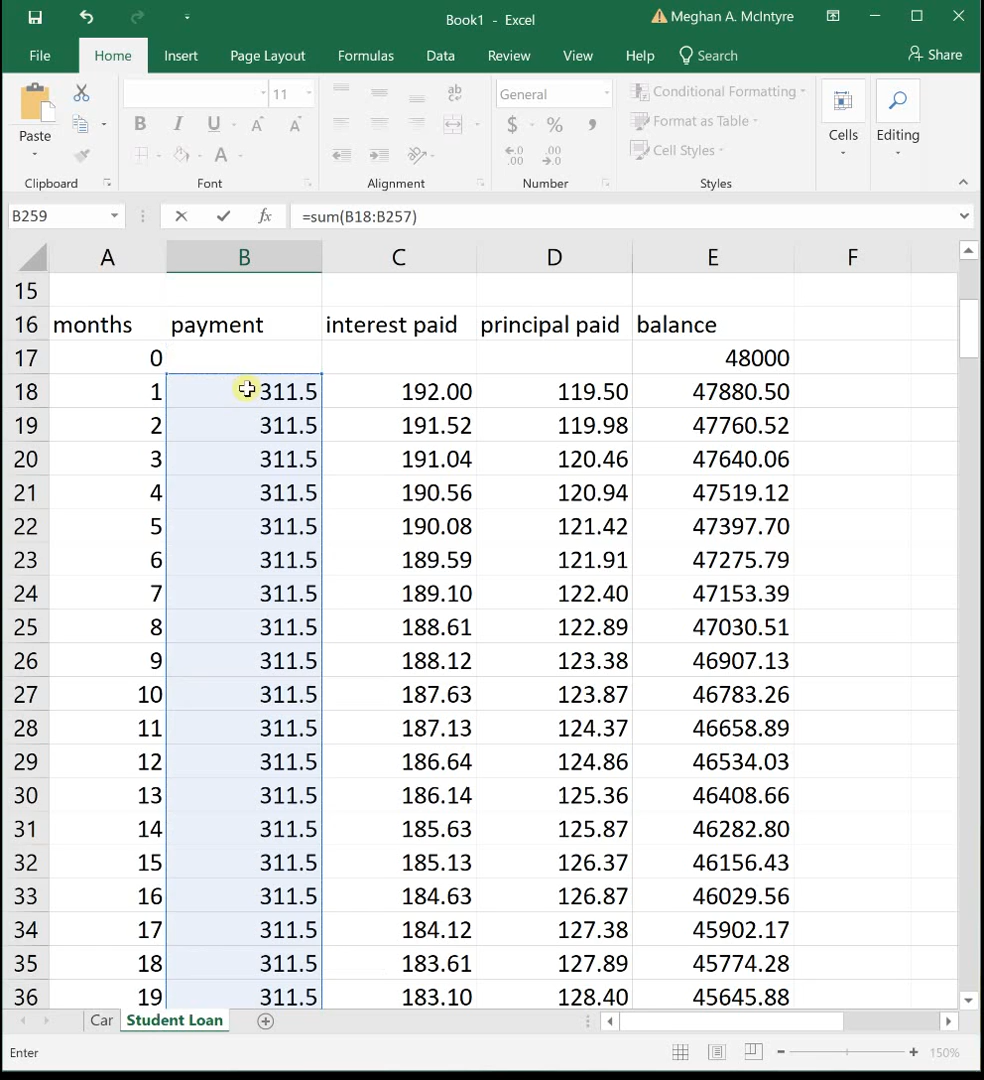 Book1 - Excel
Meghan A. McIntyre
File Home Insert Page Layout Formulas Data Review View Help Search Share
11 General Conditional Formatting
B I U A A $ % , Format as Table
Paste Cells Editing
A .00 .00 Cell Styles
Clipboard Font Alignment Number Styles
B259 fx =sum(B18:B257)
A B C D E F
15
16 months payment interest paid principal paid balance
17 0 48000
18 1 311.5 192.00 119.50 47880.50
19 2 311.5 191.52 119.98 47760.52
20 3 311.5 191.04 120.46 47640.06
21 4 311.5 190.56 120.94 47519.12
22 5 311.5 190.08 121.42 47397.70
23 6 311.5 189.59 121.91 47275.79
24 7 311.5 189.10 122.40 47153.39
25 8 311.5 188.61 122.89 47030.51
26 9 311.5 188.12 123.38 46907.13
27 10 311.5 187.63 123.87 46783.26
28 11 311.5 187.13 124.37 46658.89
29 12 311.5 186.64 124.86 46534.03
30 13 311.5 186.14 125.36 46408.66
31 14 311.5 185.63 125.87 46282.80
32 15 311.5 185.13 126.37 46156.43
33 16 311.5 184.63 126.87 46029.56
34 17 311.5 184.12 127.38 45902.17
35 18 311.5 183.61 127.89 45774.28
36 19 311.5 183.10 128.40 45645.88
Car Student Loan
Enter 150%